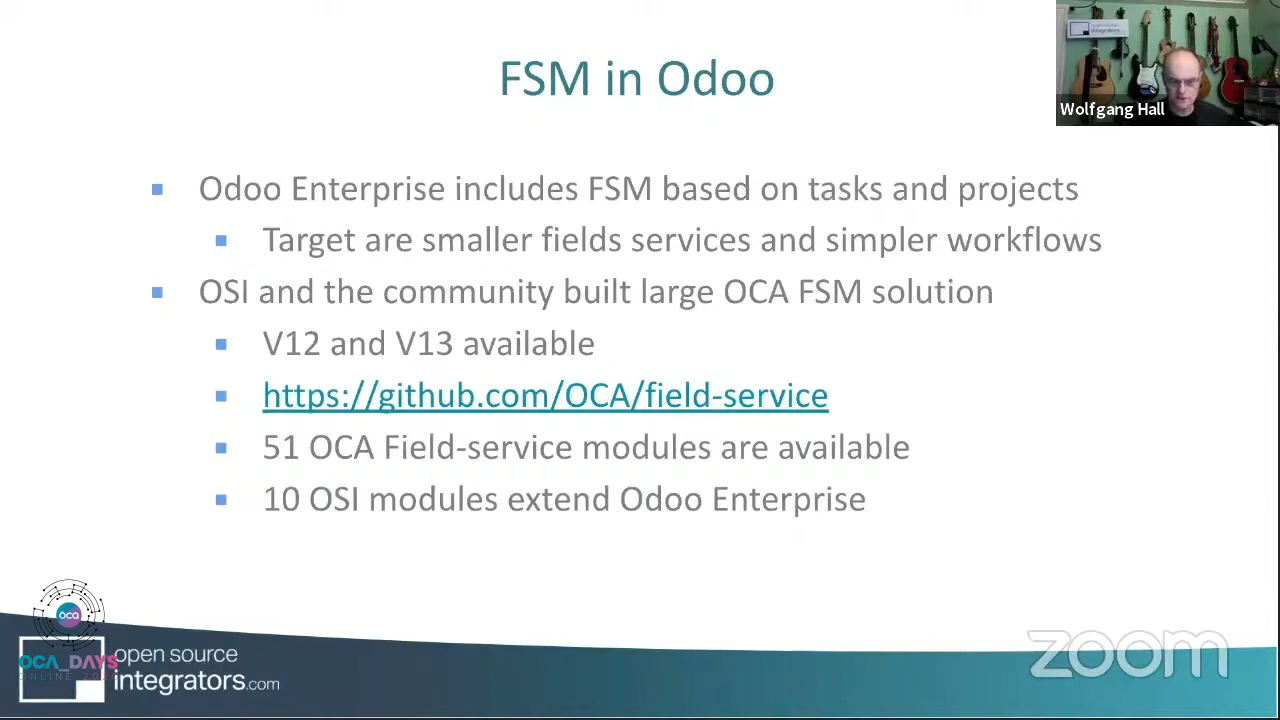 FSM in Odoo
Wolfgang Hall
Odoo Enterprise includes FSM based on tasks and projects
Target are smaller fields services and simpler workflows
OSI and the community built large OCA FSM solution
V12 and V13 available
https://github.com/OCA/field-service
51 OCA Field-service modules are available
10 OSI modules extend Odoo Enterprise
oca
OCA_DAYS
open source
integrators.com
zoom